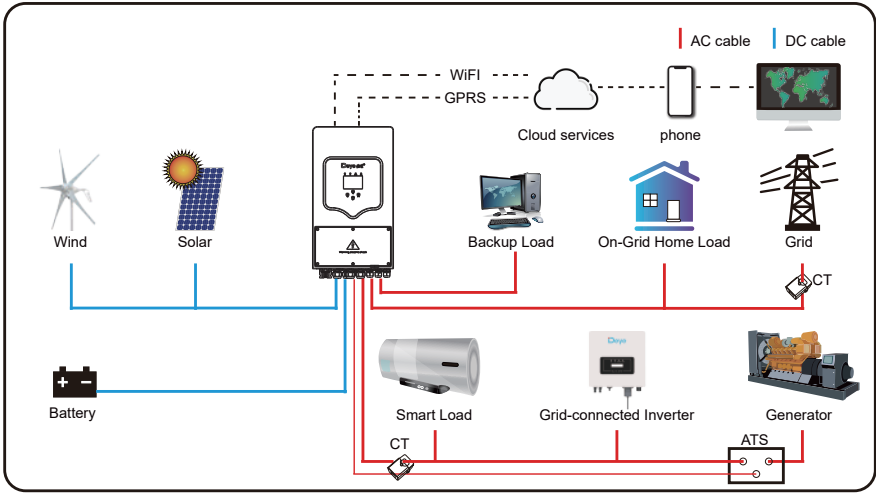 AC cable
DC cable
WiFI
GPRS
Cloud services
phone
Deye
Wind
Solar
Backup Load
On-Grid Home Load
Grid
CT
Battery
Deye
Smart Load
Grid-connected Inverter
Generator
CT
ATS